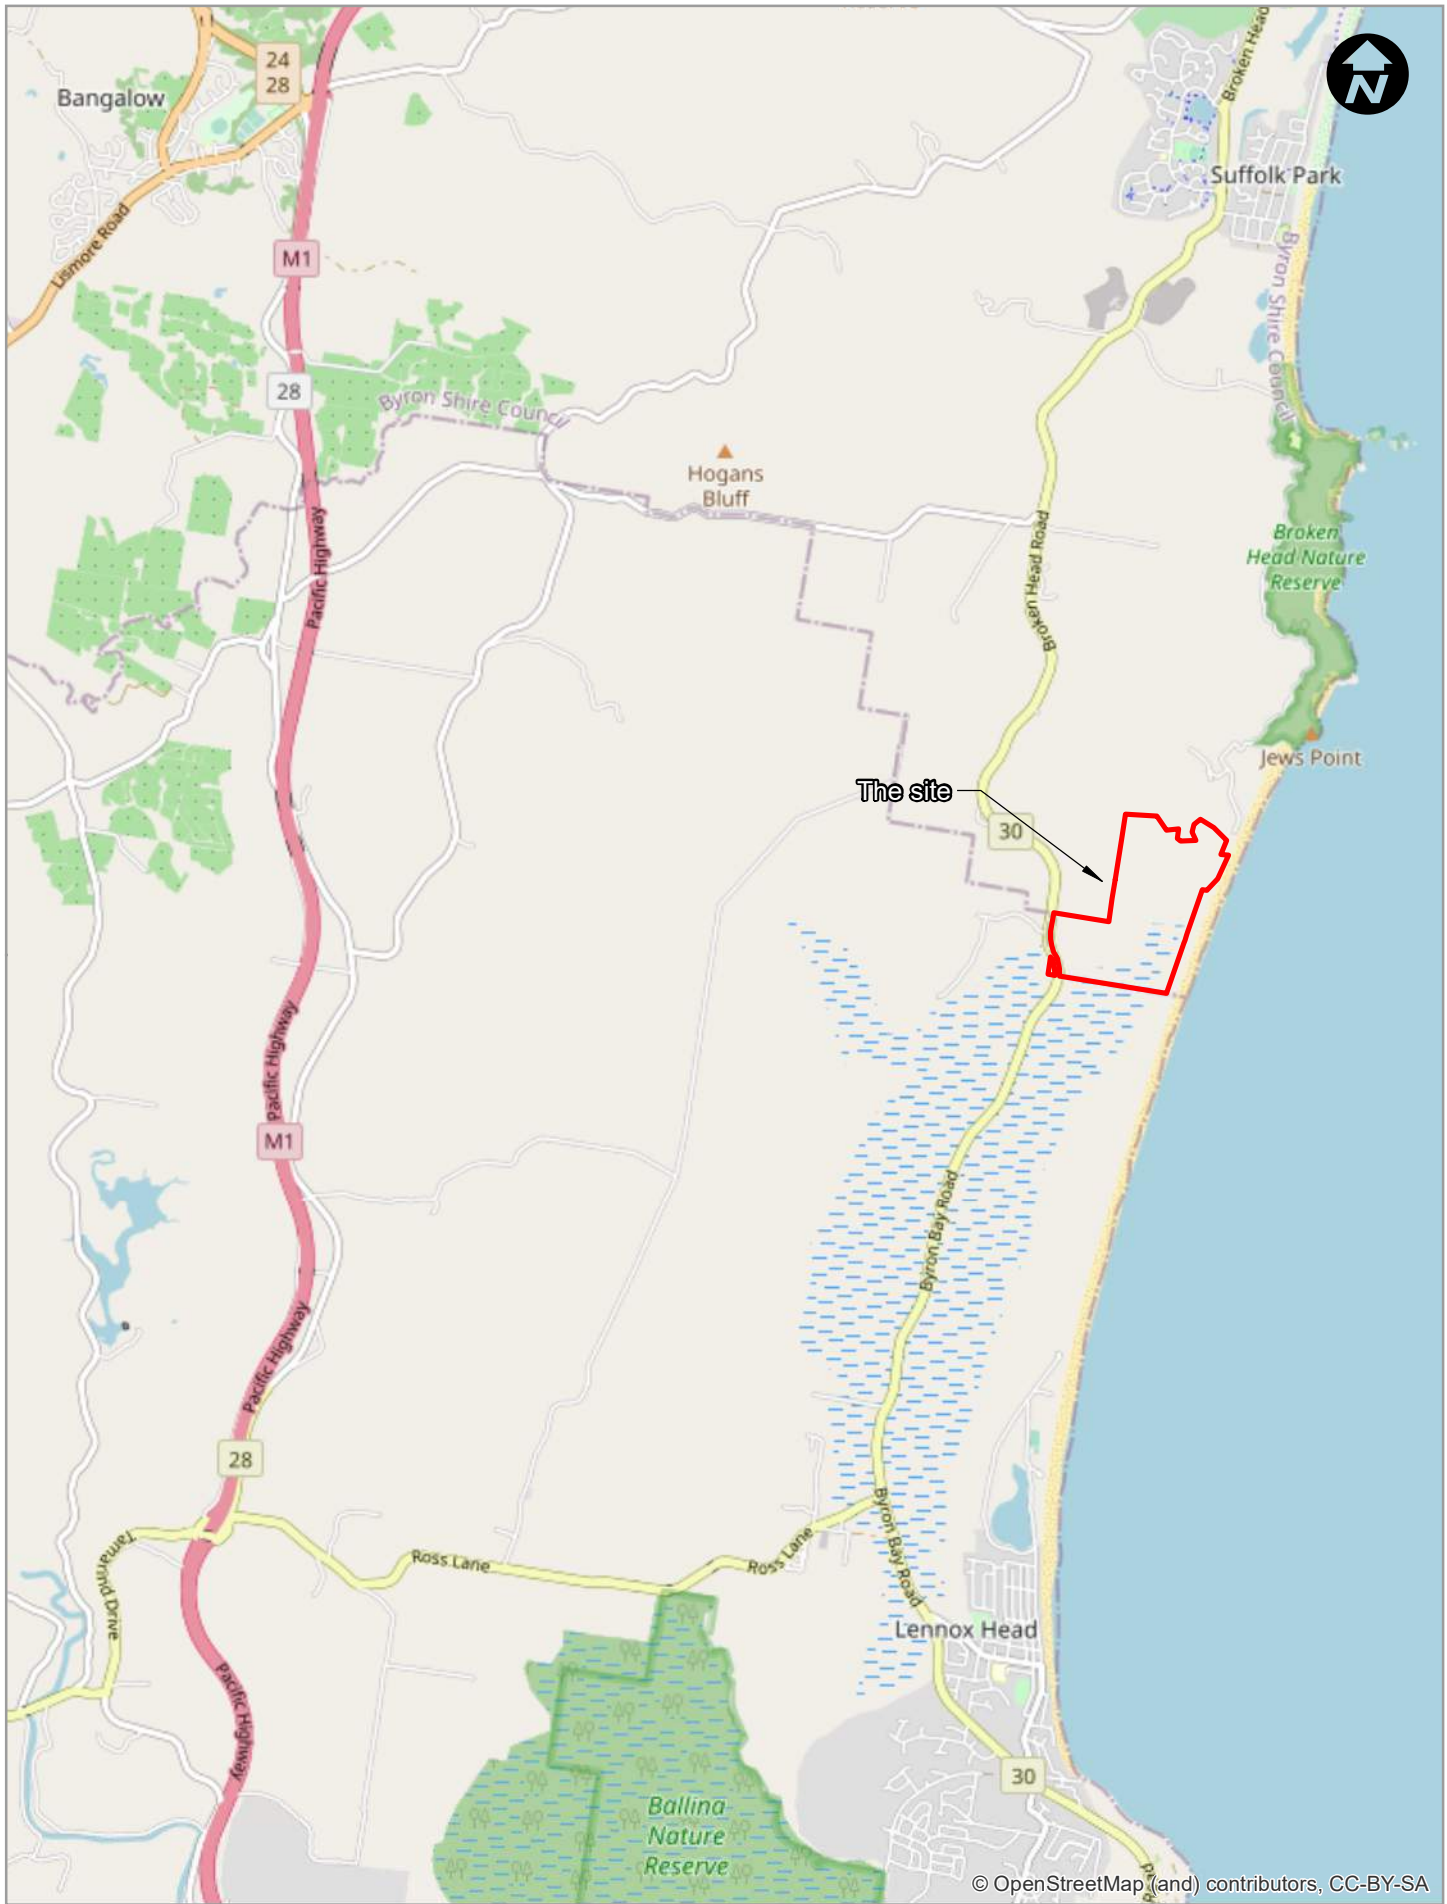 24
28
Bangalow
Broken Head
N
Suffolk Park
Lismore Road
M1
Byron Shire Council
28
Byron Shire Council
Hogans
Bluff
Pacific Highway
Broken Head Road
Broken
Head Nature
Reserve
Jews Point
The site
30
Pacific Highway
M1
Byron Bay Road
Pacific Highway
28
Tamarind Drive
Ross Lane
Ross Lane
Byron Bay Road
Lennox Head
Pacific Highway
30
Ballina
Nature
Reserve
© OpenStreetMap (and) contributors, CC-BY-SA